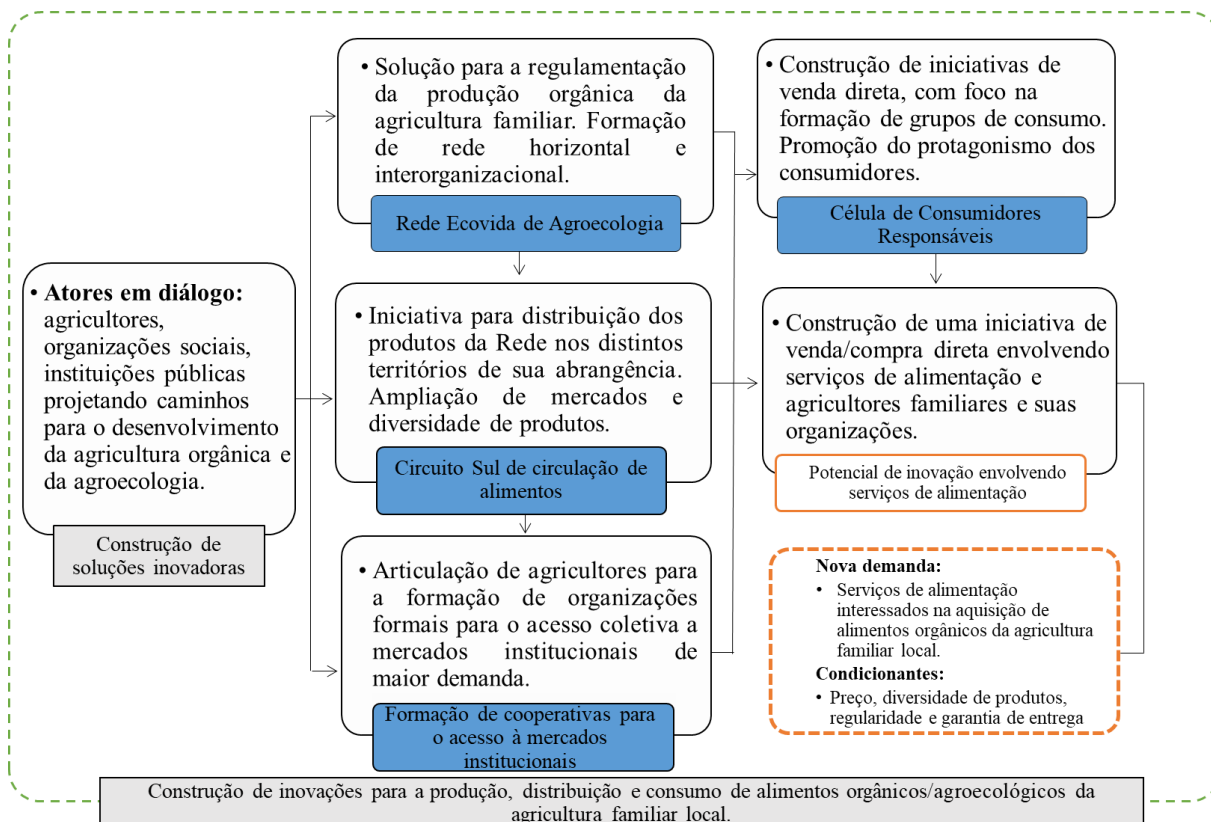 • Atores em diálogo:
agricultores,
organizações sociais,
instituições públicas
projetando caminhos
para o desenvolvimento
da agricultura orgânica e
da agroecologia.
Construção de
soluções inovadoras
• Solução para a regulamentação
da produção orgânica da
agricultura familiar. Formação
de rede horizontal e
interorganizacional.
Rede Ecovida de Agroecologia
• Iniciativa para distribuição dos
produtos da Rede nos distintos
territórios de sua abrangência.
Ampliação de mercados e
diversidade de produtos.
Circuito Sul de circulação de
alimentos
• Articulação de agricultores para
a formação de organizações
formais para o acesso coletiva a
mercados institucionais de
maior demanda.
Formação de cooperativas para
o acesso à mercados
institucionais
• Construção de iniciativas de
venda direta, com foco na
formação de grupos de consumo.
Promoção do protagonismo dos
consumidores.
Célula de Consumidores
Responsáveis
• Construção de uma iniciativa de
venda/compra direta envolvendo
serviços de alimentação e
agricultores familiares e suas
organizações.
Potencial de inovação envolvendo
serviços de alimentação
Nova demanda:
• Serviços de alimentação
interessados na aquisição de
alimentos orgânicos da agricultura
familiar local.
Condicionantes:
• Preço, diversidade de produtos,
regularidade e garantia de entrega
Construção de inovações para a produção, distribuição e consumo de alimentos orgânicos/agroecológicos da
agricultura familiar local.